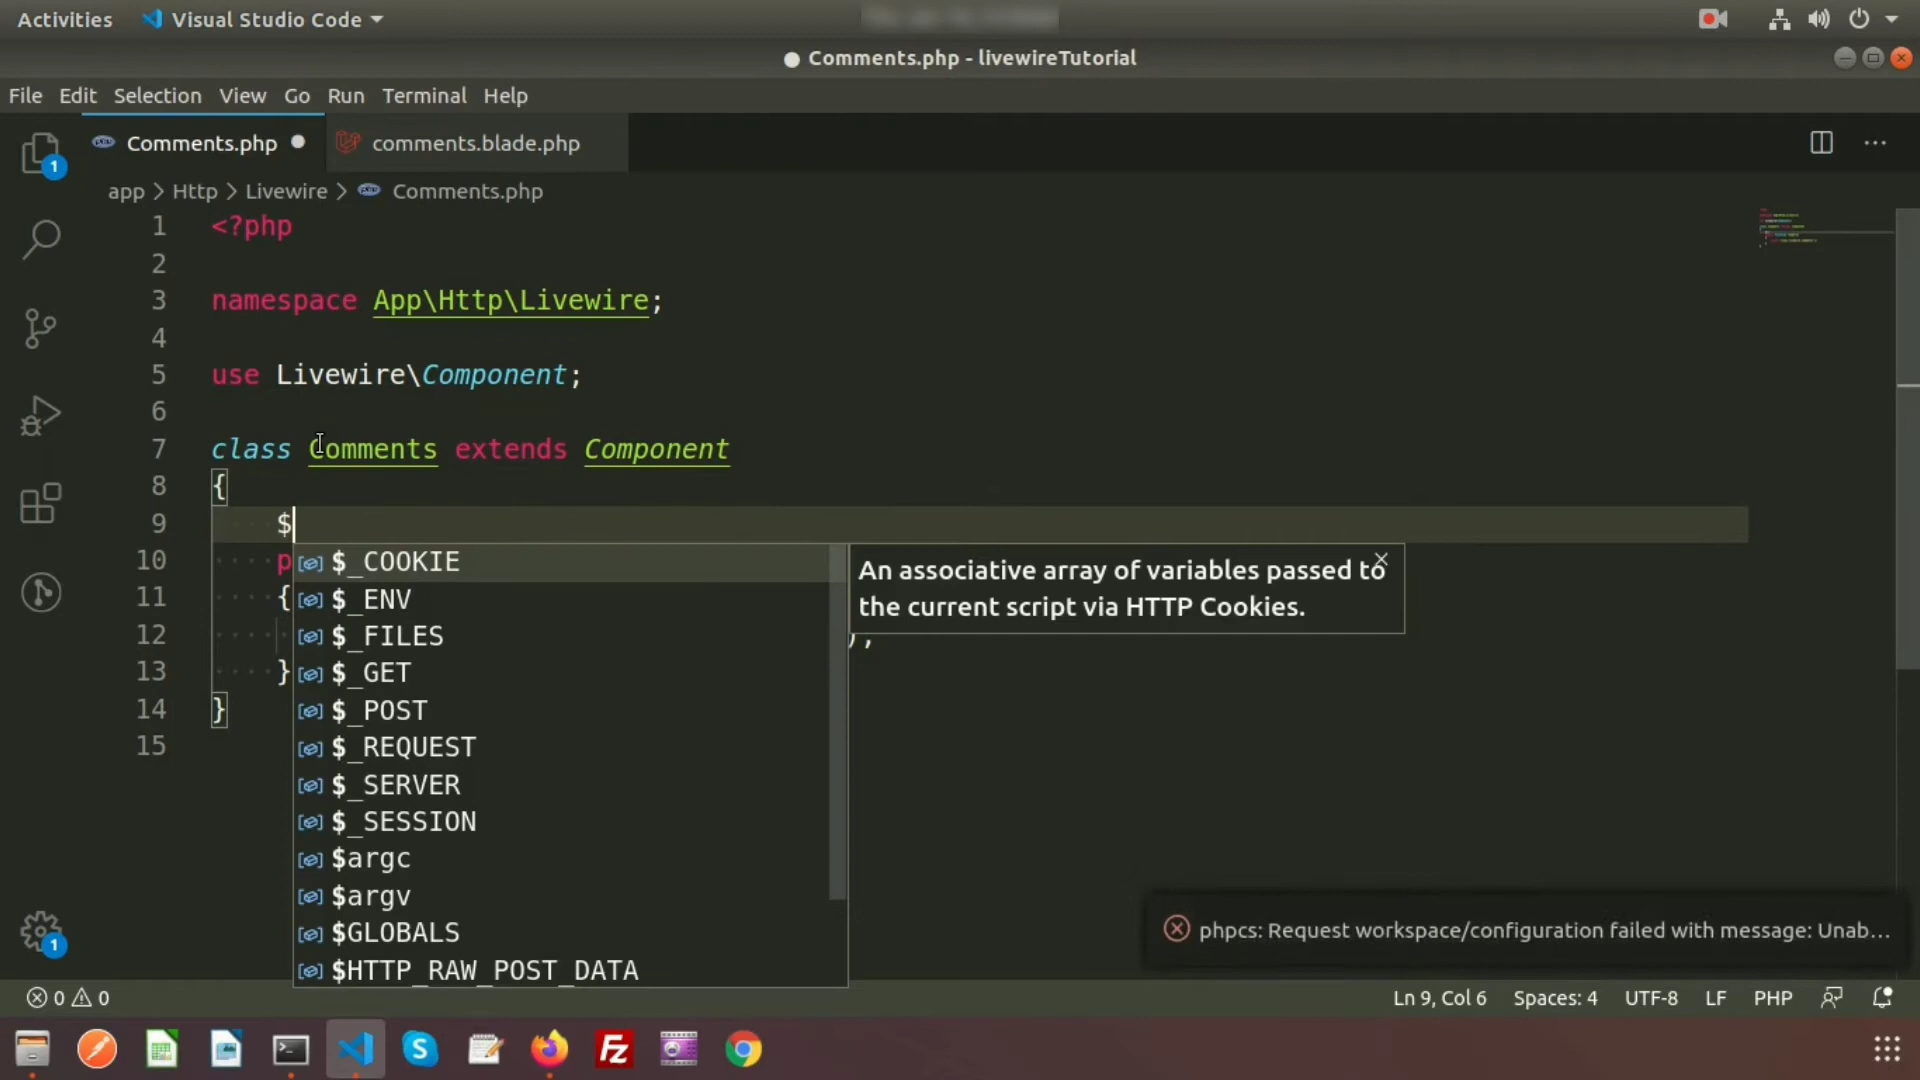 Activities Visual Studio Code
Comments.php - livewireTutorial
File Edit Selection View Go Run Terminal Help
1 Comments.php comments.blade.php
app > Http > Livewire > Comments.php
1 <?php
2
3 namespace App\Http\Livewire;
4
5 use Livewire\Component;
6
7 class Comments extends Component
8 {
9 $
10 p $_COOKIE An associative array of variables passed to
11 { $_ENV the current script via HTTP Cookies.
12 $_FILES );
13 } $_GET
14 } $_POST
15 $_REQUEST
$_SERVER
$_SESSION
$argc
$argv
$GLOBALS
$HTTP_RAW_POST_DATA
1
phpcs: Request workspace/configuration failed with message: Unab...
0 0 Ln 9, Col 6 Spaces: 4 UTF-8 LF PHP